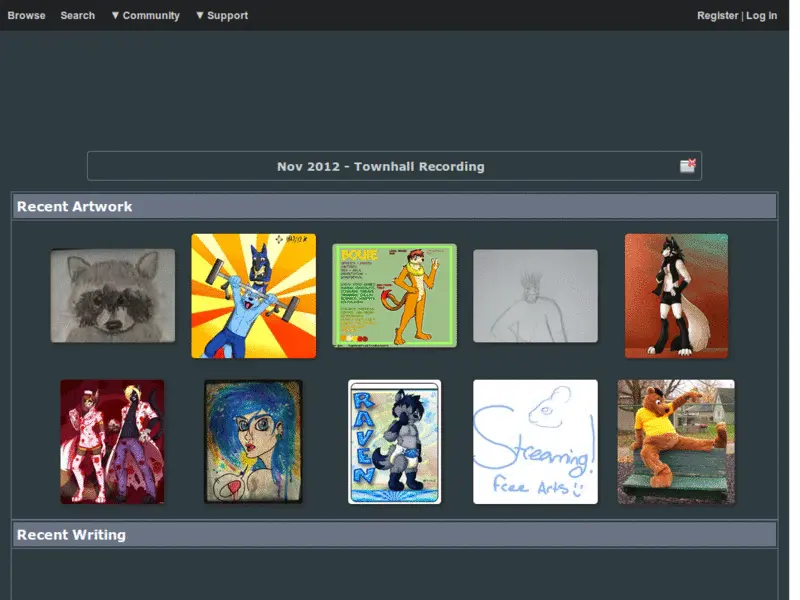 Browse Search ▼ Community ▼ Support Register | Log in
Nov 2012 - Townhall Recording
Recent Artwork
BOUFE
RAVEN
Streaming!
Free Arts :)
Recent Writing